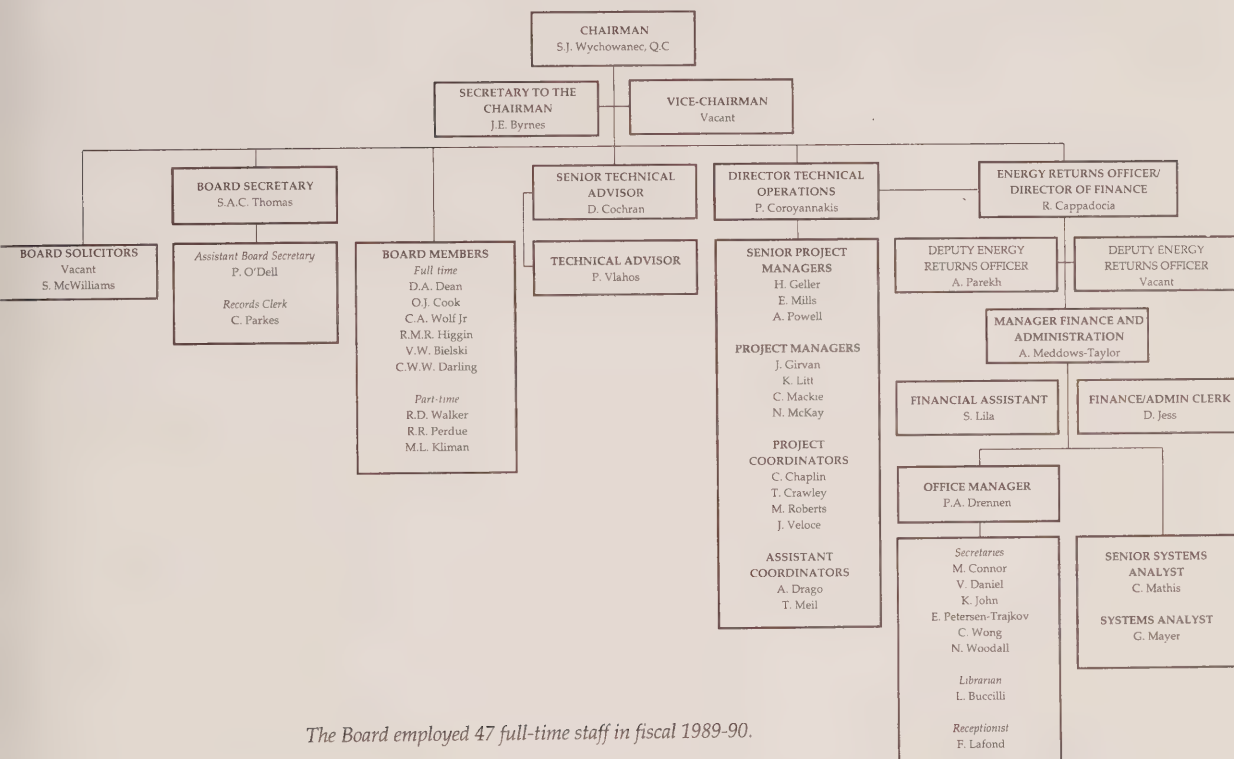 CHAIRMAN
S.J. Wychowanec, Q.C
SECRETARY TO THE
CHAIRMAN
J.E. Byrnes
VICE-CHAIRMAN
Vacant
BOARD SOLICITORS
Vacant
S. McWilliams
BOARD SECRETARY
S.A.C. Thomas
Assistant Board Secretary
P. O'Dell
Records Clerk
C. Parkes
BOARD MEMBERS
Full time
D.A. Dean
O.J. Cook
C.A. Wolf Jr
R.M.R. Higgin
V.W. Bielski
C.W.W. Darling
Part-time
R.D. Walker
R.R. Perdue
M.L. Kliman
SENIOR TECHNICAL
ADVISOR
D. Cochran
TECHNICAL ADVISOR
P. Vlahos
DIRECTOR TECHNICAL
OPERATIONS
P. Coroyannakis
SENIOR PROJECT
MANAGERS
H. Geller
E. Mills
A. Powell
PROJECT MANAGERS
J. Girvan
K. Litt
C. Mackie
N. McKay
PROJECT
COORDINATORS
C. Chaplin
T. Crawley
M. Roberts
J. Veloce
ASSISTANT
COORDINATORS
A. Drago
T. Meil
ENERGY RETURNS OFFICER/
DIRECTOR OF FINANCE
R. Cappadocia
DEPUTY ENERGY
RETURNS OFFICER
A. Parekh
DEPUTY ENERGY
RETURNS OFFICER
Vacant
MANAGER FINANCE AND
ADMINISTRATION
A. Meddows-Taylor
FINANCIAL ASSISTANT
S. Lila
FINANCE/ADMIN CLERK
D. Jess
OFFICE MANAGER
P.A. Drennen
Secretaries
M. Connor
V. Daniel
K. John
E. Petersen-Trajkov
C. Wong
N. Woodall
Librarian
L. Buccilli
Receptionist
F. Lafond
SENIOR SYSTEMS
ANALYST
C. Mathis
SYSTEMS ANALYST
G. Mayer
The Board employed 47 full-time staff in fiscal 1989-90.